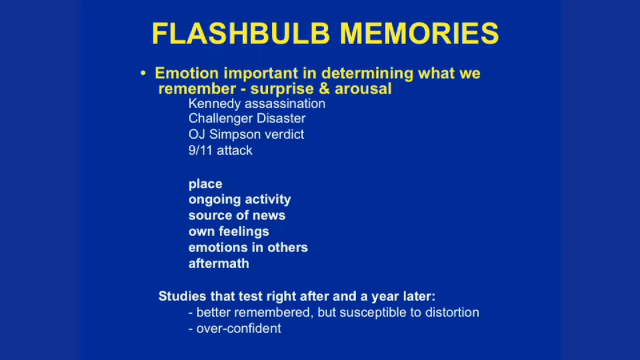 FLASHBULB MEMORIES
• Emotion important in determining what we
remember - surprise & arousal
Kennedy assassination
Challenger Disaster
OJ Simpson verdict
9/11 attack
place
ongoing activity
source of news
own feelings
emotions in others
aftermath
Studies that test right after and a year later:
- better remembered, but susceptible to distortion
- over-confident